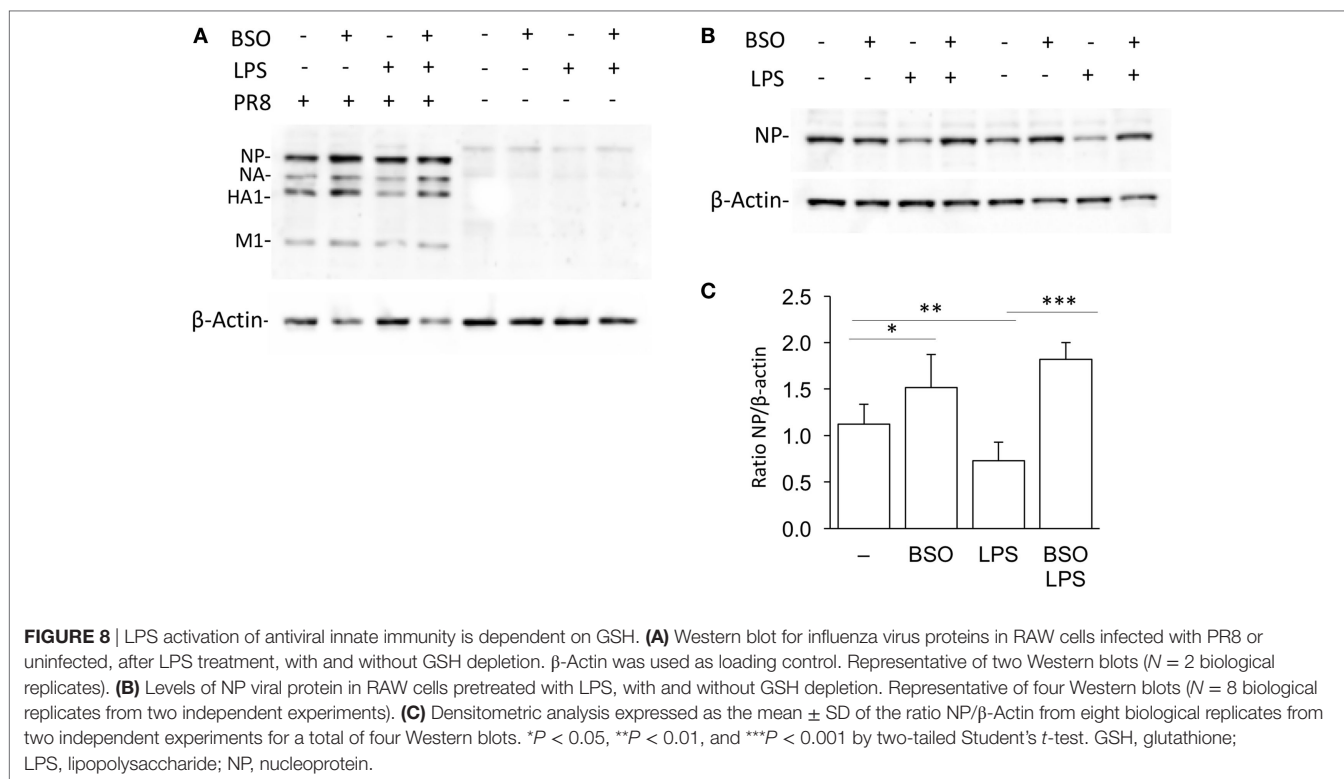 A
BSO - + - + - + - +
LPS - - + + - - + +
PR8 + + + + - - - -
NP-
NA-
HA1-
M1-
β-Actin-
B
BSO - + - + - + - +
LPS - - + + - - + +
NP-
β-Actin-
C
Ratio NP/β-actin
2.5
2.0
1.5
1.0
0.5
0.0
***
**
*
– BSO LPS BSO
LPS
FIGURE 8 | LPS activation of antiviral innate immunity is dependent on GSH. (A) Western blot for influenza virus proteins in RAW cells infected with PR8 or
uninfected, after LPS treatment, with and without GSH depletion. β-Actin was used as loading control. Representative of two Western blots (N = 2 biological
replicates). (B) Levels of NP viral protein in RAW cells pretreated with LPS, with and without GSH depletion. Representative of four Western blots (N = 8 biological
replicates from two independent experiments). (C) Densitometric analysis expressed as the mean ± SD of the ratio NP/β-Actin from eight biological replicates from
two independent experiments for a total of four Western blots. *P < 0.05, **P < 0.01, and ***P < 0.001 by two-tailed Student's t-test. GSH, glutathione;
LPS, lipopolysaccharide; NP, nucleoprotein.